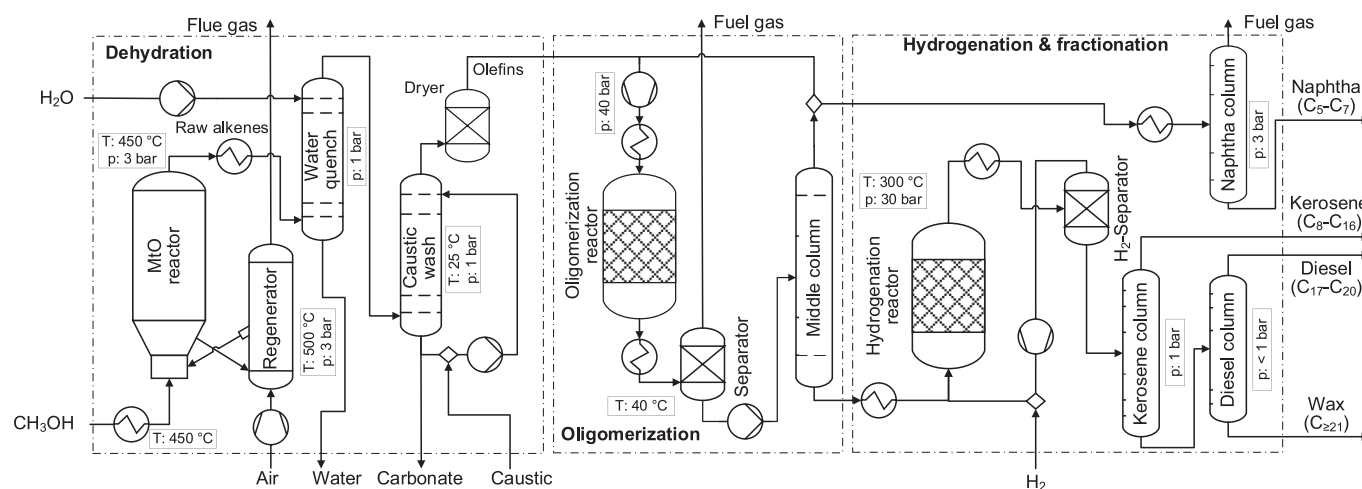 Flue gas
Fuel gas
Fuel gas
Dehydration
Hydrogenation & fractionation
Olefins
Dryer
H₂O
Raw alkenes
T: 450 °C
p: 3 bar
Water
quench
p: 1 bar
p: 40 bar
Naphtha column
p: 3 bar
Naphtha
(C₅–C₇)
MtO
reactor
Regenerator
T: 500 °C
p: 3 bar
Caustic
wash
T: 25 °C
p: 1 bar
Oligomerization
reactor
Separator
T: 40 °C
Middle column
T: 300 °C
p: 30 bar
Hydrogenation
reactor
H₂-Separator
Kerosene
(C₈–C₁₆)
Diesel
(C₁₇–C₂₀)
Kerosene column
p: 1 bar
Diesel column
p: < 1 bar
Wax
(C≥₂₁)
CH₃OH
T: 450 °C
Oligomerization
Air
Water
Carbonate
Caustic
H₂